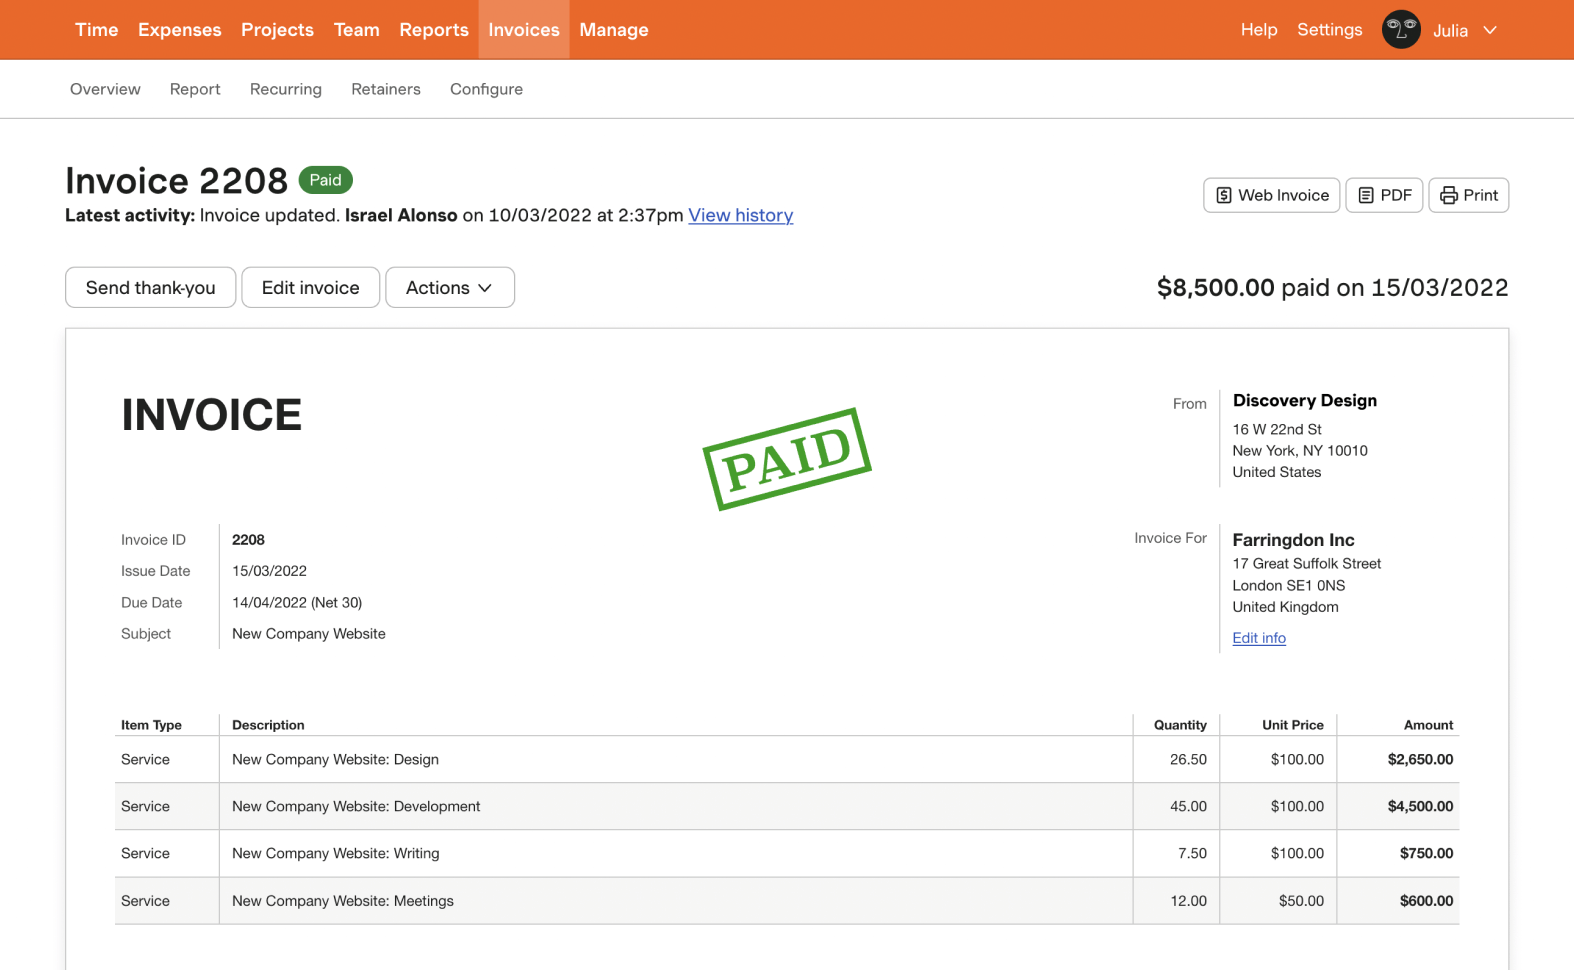 Time Expenses Projects Team Reports Invoices Manage Help Settings Julia
Overview Report Recurring Retainers Configure
Invoice 2208 Paid
Latest activity: Invoice updated. Israel Alonso on 10/03/2022 at 2:37pm View history
Web Invoice PDF Print
Send thank-you Edit invoice Actions
$8,500.00 paid on 15/03/2022
INVOICE
PAID
From
Discovery Design
16 W 22nd St
New York, NY 10010
United States
Invoice ID 2208
Issue Date 15/03/2022
Due Date 14/04/2022 (Net 30)
Subject New Company Website
Invoice For
Farringdon Inc
17 Great Suffolk Street
London SE1 0NS
United Kingdom
Edit info
Item Type Description Quantity Unit Price Amount
Service New Company Website: Design 26.50 $100.00 $2,650.00
Service New Company Website: Development 45.00 $100.00 $4,500.00
Service New Company Website: Writing 7.50 $100.00 $750.00
Service New Company Website: Meetings 12.00 $50.00 $600.00